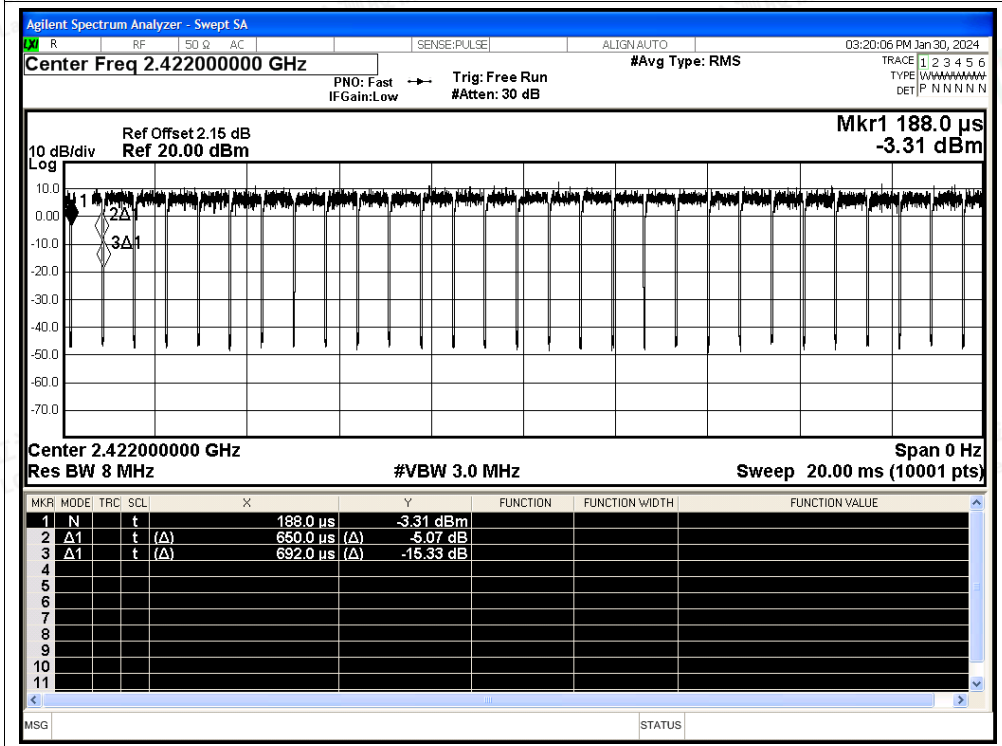 Agilent Spectrum Analyzer - Swept SA
LXI R RF 50 Ω AC SENSE:PULSE ALIGN AUTO 03:20:06 PM Jan 30, 2024
Center Freq 2.422000000 GHz #Avg Type: RMS TRACE 1 2 3 4 5 6
PNO: Fast Trig: Free Run TYPE WWWWWW
IFGain:Low #Atten: 30 dB DET P N N N N N
Mkr1 188.0 µs
-3.31 dBm
Ref Offset 2.15 dB
10 dB/div Ref 20.00 dBm
Log
10.0
0.00
-10.0
-20.0
-30.0
-40.0
-50.0
-60.0
-70.0
1
2Δ1
3Δ1
Center 2.422000000 GHz Span 0 Hz
Res BW 8 MHz #VBW 3.0 MHz Sweep 20.00 ms (10001 pts)
MKR MODE TRC SCL X Y FUNCTION FUNCTION WIDTH FUNCTION VALUE
1 N t 188.0 µs -3.31 dBm
2 Δ1 t (Δ) 650.0 µs (Δ) -5.07 dB
3 Δ1 t (Δ) 692.0 µs (Δ) -15.33 dB
4
5
6
7
8
9
10
11
MSG STATUS